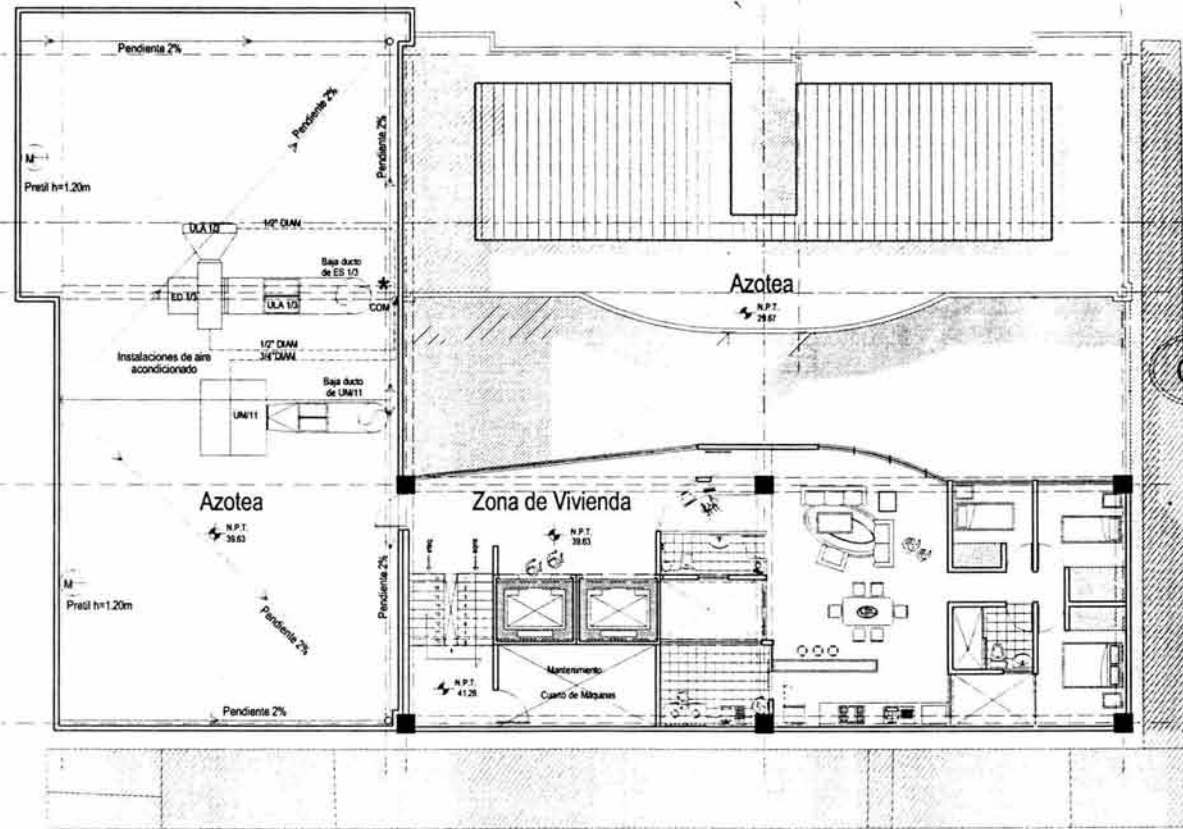 Pendiente 2%
Pendiente 2%
Pendiente 2%
M
Pretil h=1.20m
ULA 1/3
1/2" DIAM
Baja ducto
de ES 1/3
ED 1/3
ULA 1/3
*
COM
Azotea
N.P.T.
1/2" DIAM
3/4"DIAM
Instalaciones de aire
acondicionado
Baja ducto
de UM/11
UM/11
Azotea
N.P.T.
39.63
Zona de Vivienda
N.P.T.
39.63
M
Pretil h=1.20m
Pendiente 2%
Pendiente 2%
baja
sube
Mantenimiento
Cuarto de Máquinas
N.P.T.
Pendiente 2%